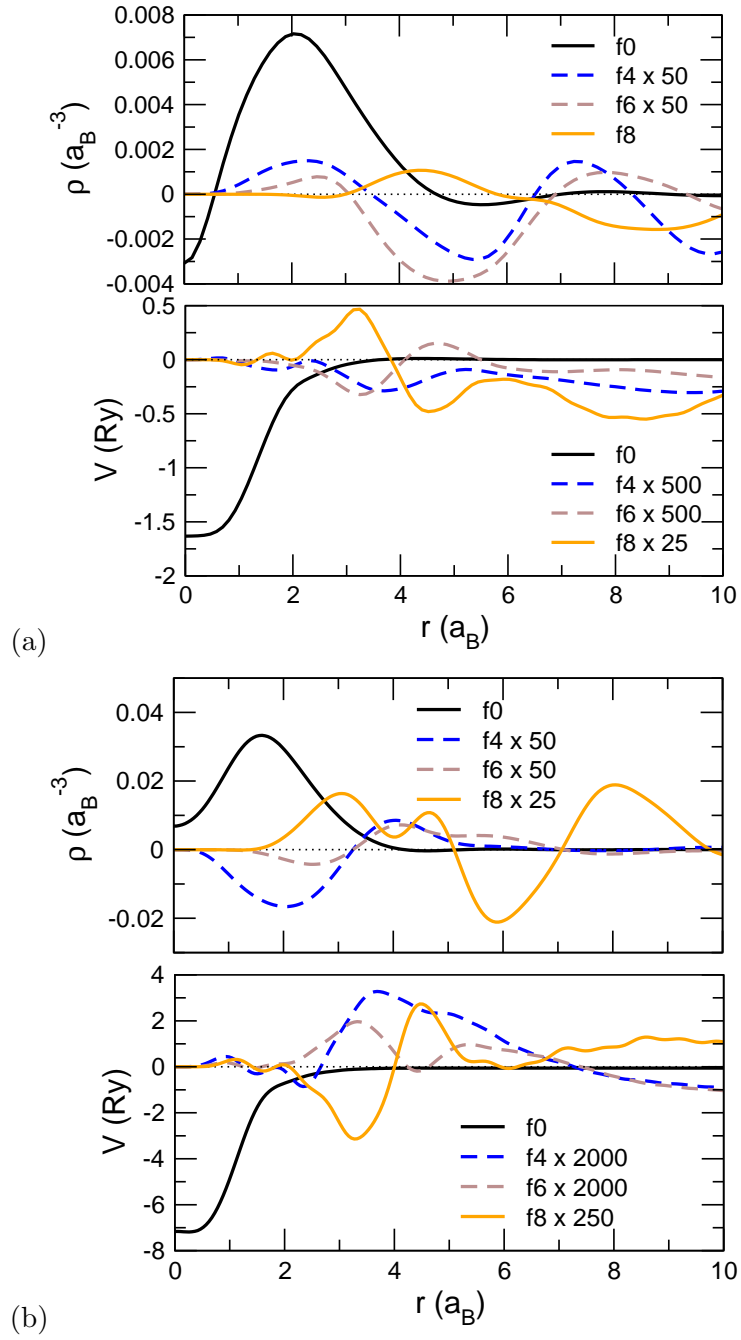 0.008
0.006
0.004
0.002
0
-0.002
-0.004
ρ (a_B^-3)
f0
f4 x 50
f6 x 50
f8
0.5
0
-0.5
-1
-1.5
-2
V (Ry)
f0
f4 x 500
f6 x 500
f8 x 25
0 2 4 6 8 10
r (a_B)
(a)
0.04
0.02
0
-0.02
ρ (a_B^-3)
f0
f4 x 50
f6 x 50
f8 x 25
4
2
0
-2
-4
-6
-8
V (Ry)
f0
f4 x 2000
f6 x 2000
f8 x 250
0 2 4 6 8 10
r (a_B)
(b)